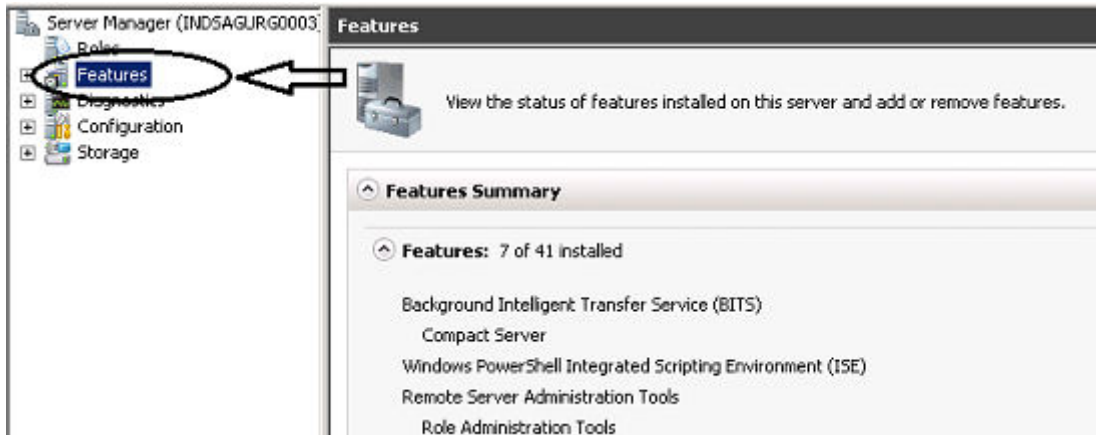 Server Manager (INDSAGURG0003)
Roles
Features
Diagnostics
Configuration
Storage
Features
View the status of features installed on this server and add or remove features.
Features Summary
Features: 7 of 41 installed
Background Intelligent Transfer Service (BITS)
Compact Server
Windows PowerShell Integrated Scripting Environment (ISE)
Remote Server Administration Tools
Role Administration Tools